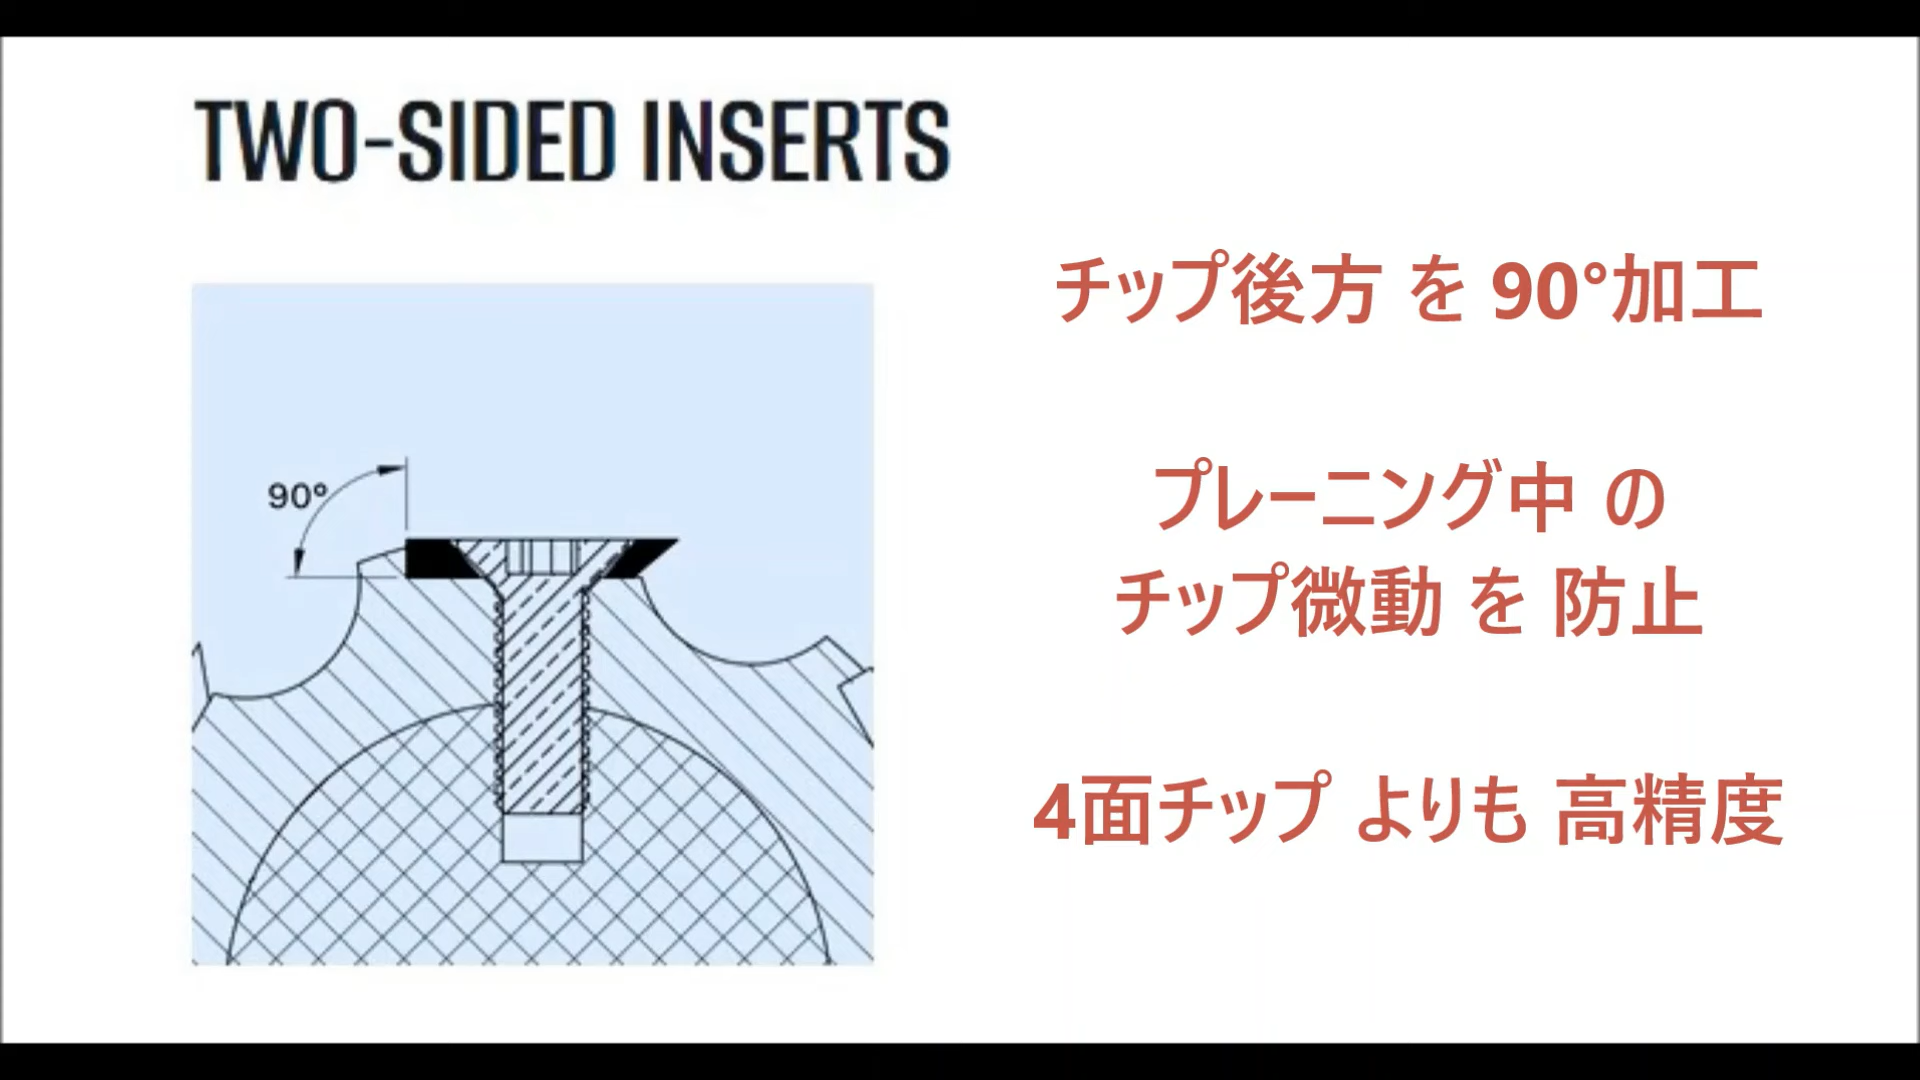 TWO-SIDED INSERTS
チップ後方 を 90°加工
90°
プレーニング中 の
チップ微動 を 防止
4面チップ よりも 高精度